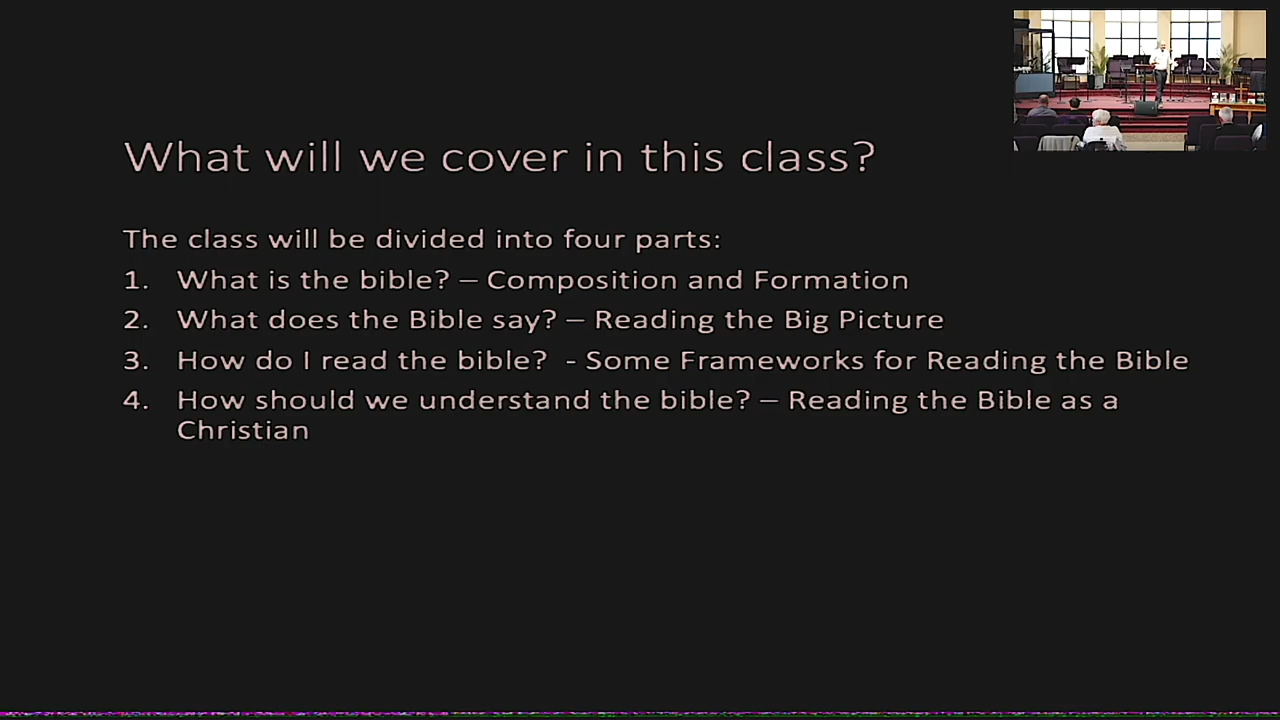 What will we cover in this class?
The class will be divided into four parts:
1. What is the bible? – Composition and Formation
2. What does the Bible say? – Reading the Big Picture
3. How do I read the bible?  - Some Frameworks for Reading the Bible
4. How should we understand the bible? – Reading the Bible as a
Christian